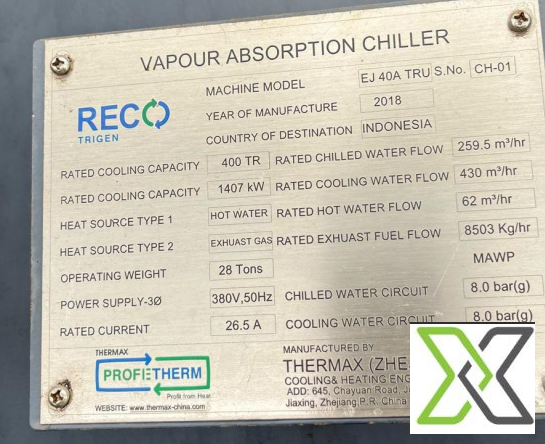 VAPOUR ABSORPTION CHILLER
RECO
TRIGEN
MACHINE MODEL EJ 40A TRU S.No. CH-01
YEAR OF MANUFACTURE 2018
COUNTRY OF DESTINATION INDONESIA
RATED COOLING CAPACITY 400 TR RATED CHILLED WATER FLOW 259.5 m³/hr
RATED COOLING CAPACITY 1407 kW RATED COOLING WATER FLOW 430 m³/hr
HEAT SOURCE TYPE 1 HOT WATER RATED HOT WATER FLOW 62 m³/hr
HEAT SOURCE TYPE 2 EXHUAST GAS RATED EXHUAST FUEL FLOW 8503 Kg/hr
OPERATING WEIGHT 28 Tons MAWP
POWER SUPPLY-3Ø 380V,50Hz CHILLED WATER CIRCUIT 8.0 bar(g)
RATED CURRENT 26.5 A COOLING WATER CIRCUIT 8.0 bar(g)
THERMAX
PROFITHERM
Profit from Heat
WEBSITE: www.thermax-china.com
MANUFACTURED BY
THERMAX (ZHE
COOLING& HEATING ENG
ADD: 645, Chayuan Road, J
Jiaxing, Zhejiang.P.R. China